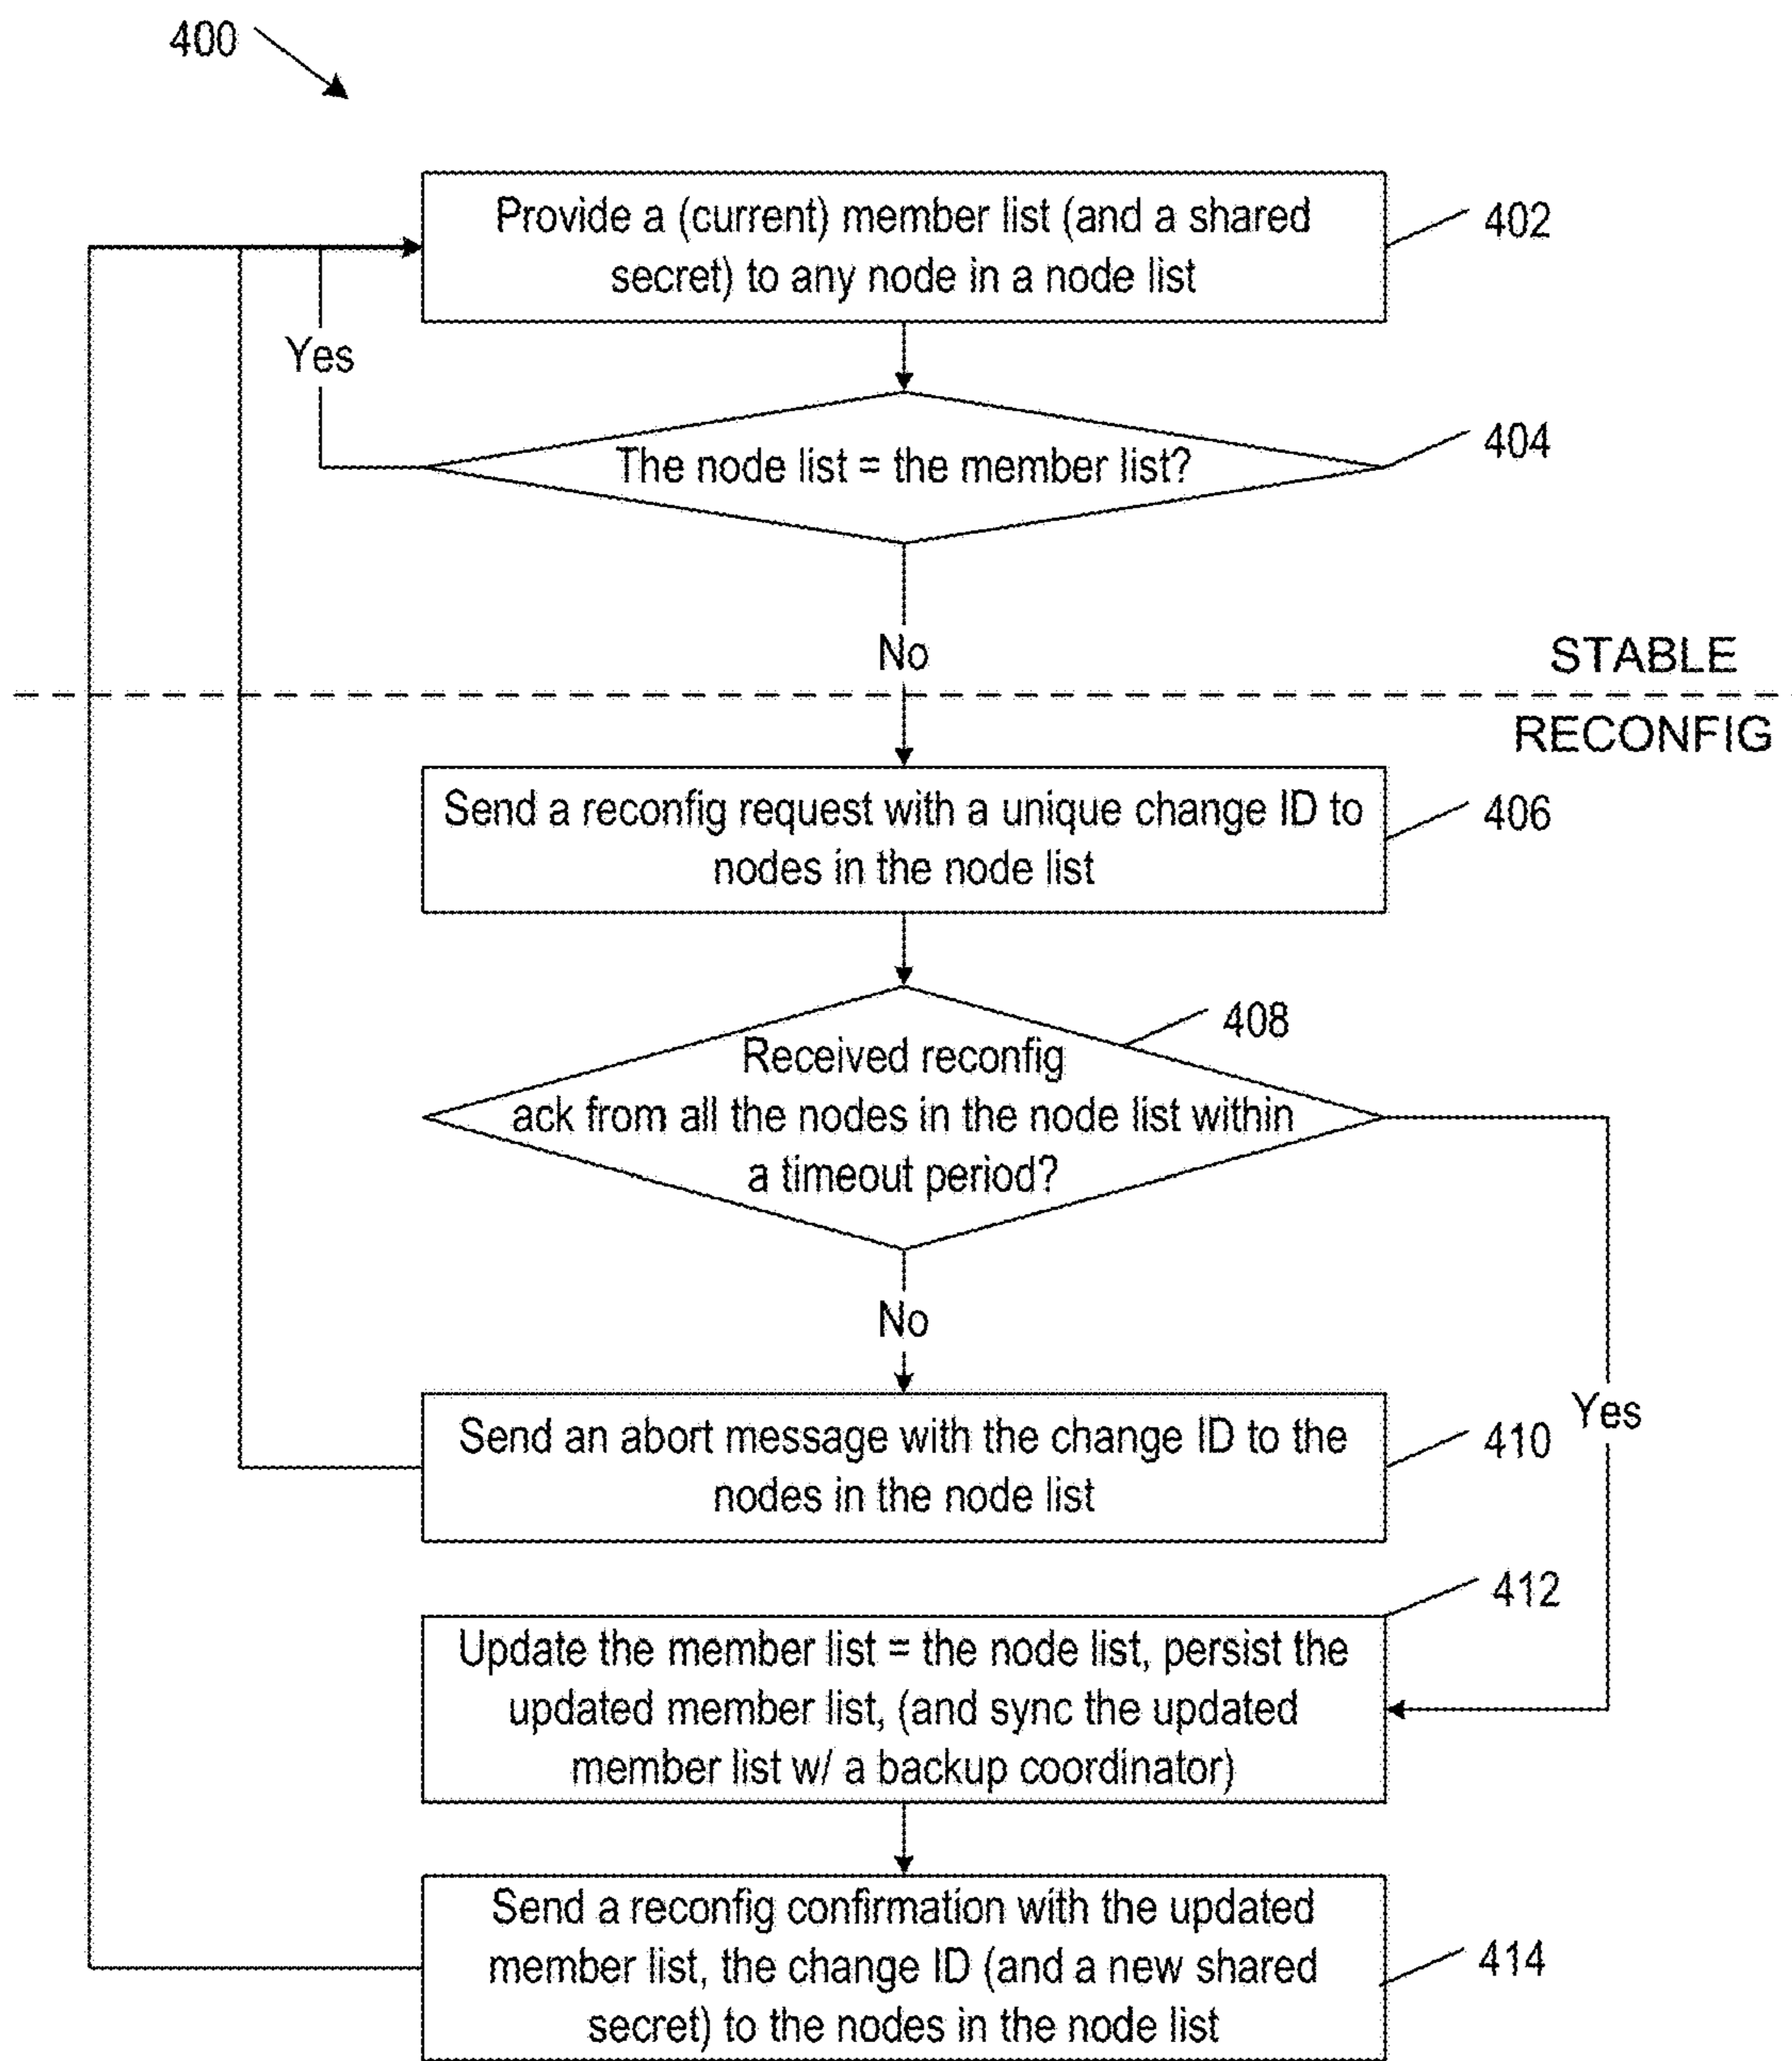 400
Provide a (current) member list (and a shared
secret) to any node in a node list
402
Yes
The node list = the member list?
404
No
STABLE
RECONFIG
Send a reconfig request with a unique change ID to
nodes in the node list
406
408
Received reconfig
ack from all the nodes in the node list within
a timeout period?
No
Yes
Send an abort message with the change ID to the
nodes in the node list
410
412
Update the member list = the node list, persist the
updated member list, (and sync the updated
member list w/ a backup coordinator)
Send a reconfig confirmation with the updated
member list, the change ID (and a new shared
secret) to the nodes in the node list
414